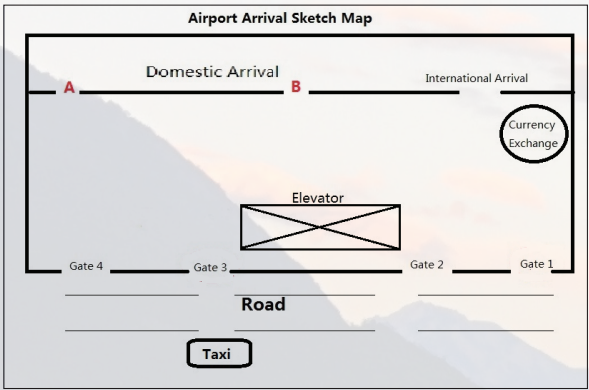 Airport Arrival Sketch Map
Domestic Arrival
International Arrival
A
B
Currency
Exchange
Elevator
Gate 4
Gate 3
Gate 2
Gate 1
Road
Taxi